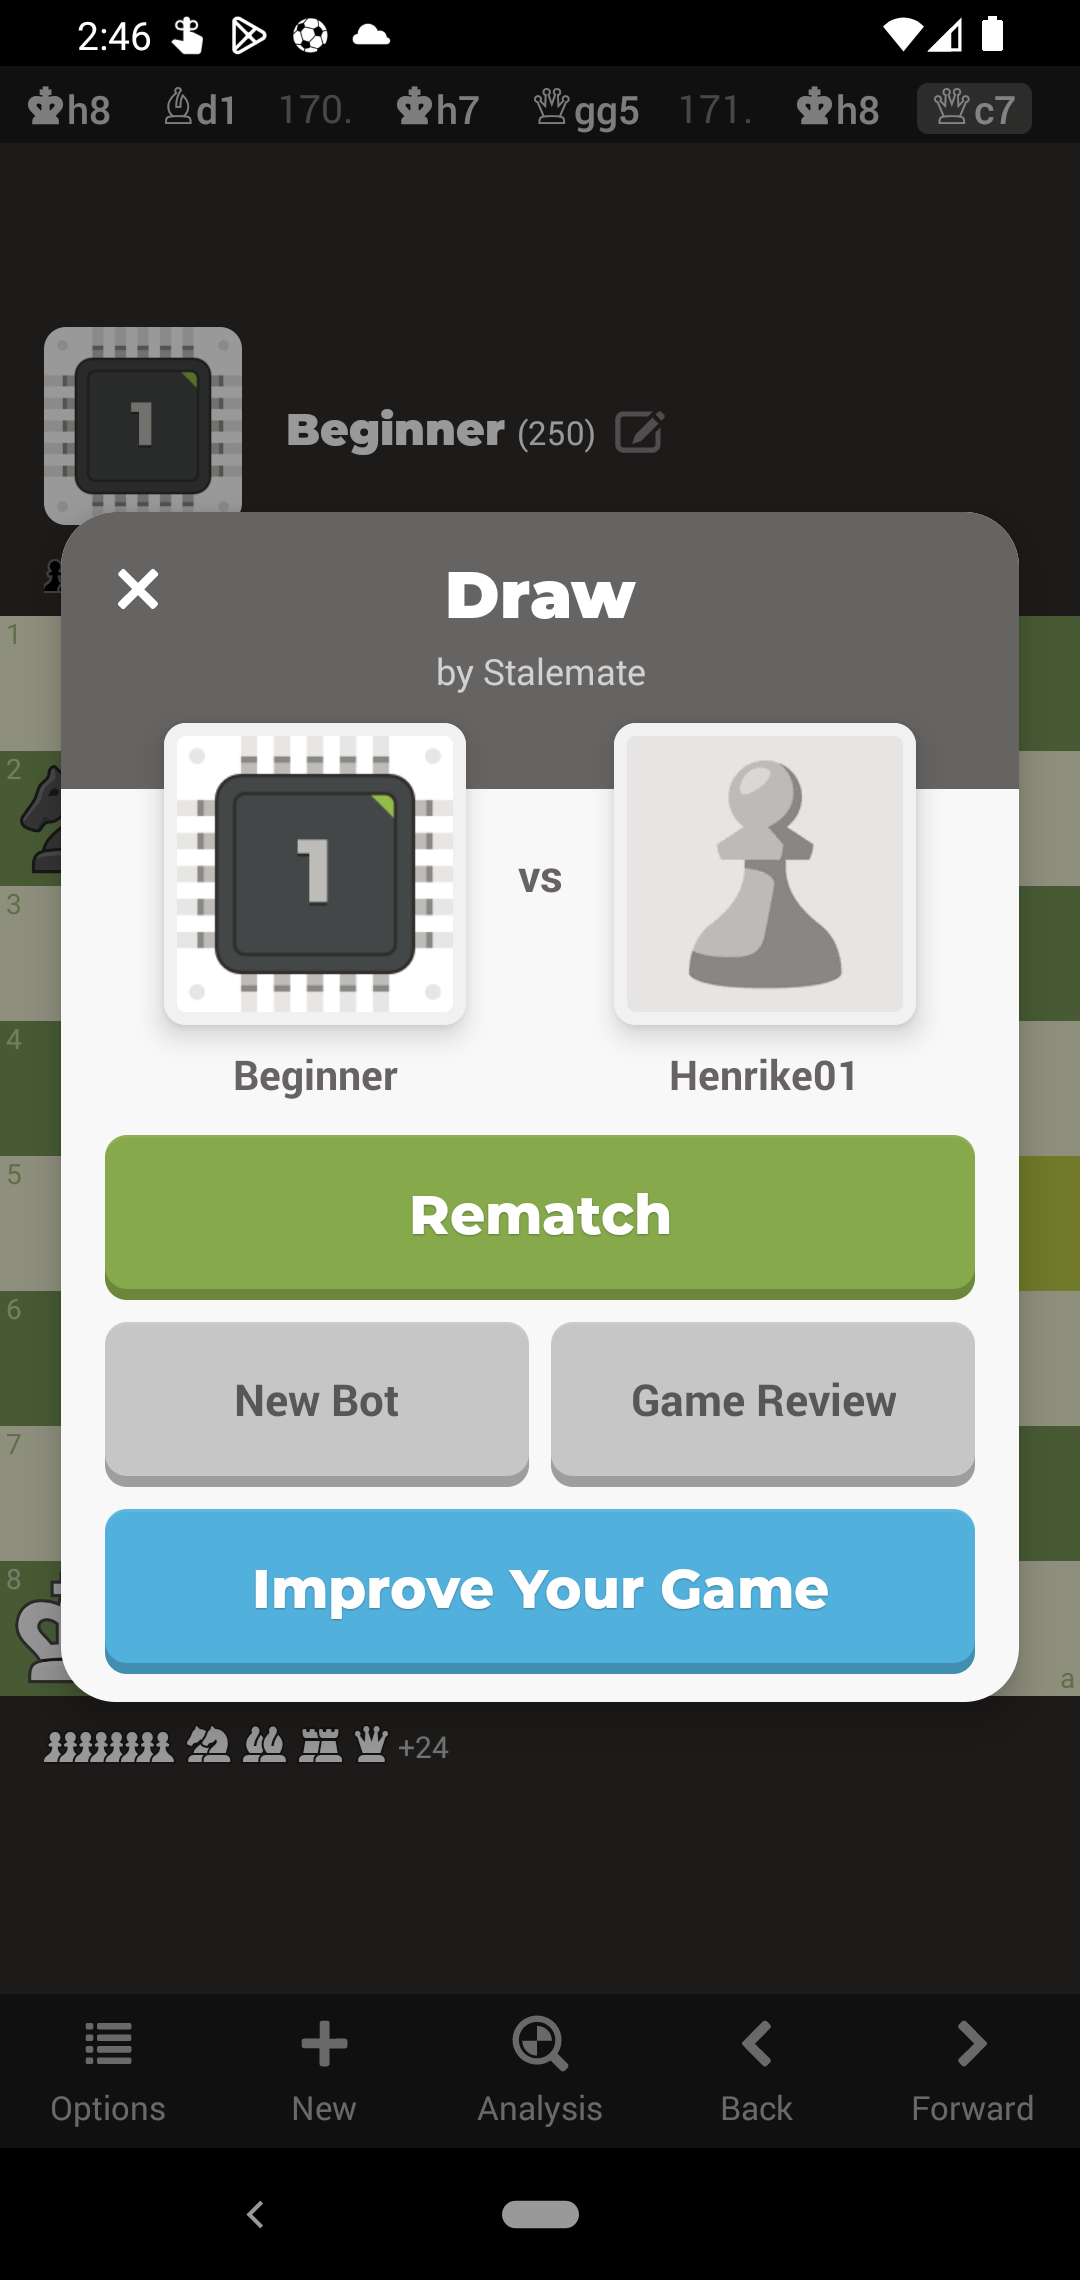 2:46
h8 d1 170. h7 gg5 171. h8 c7
1
Beginner (250)
Draw
by Stalemate
1
2
3
4
5
6
7
8
1
vs
Beginner Henrike01
Rematch
New Bot Game Review
Improve Your Game
a
+24
Options New Analysis Back Forward